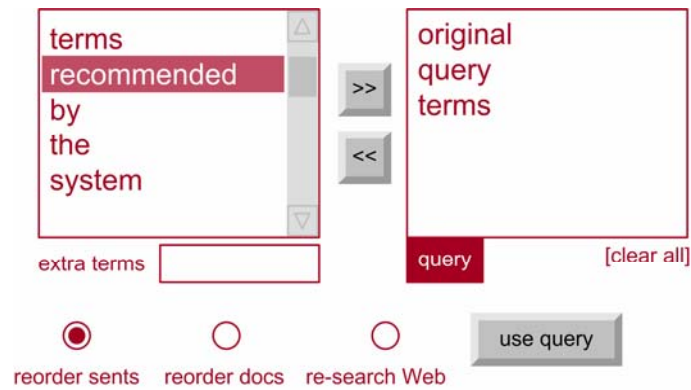 terms
recommended
by
the
system
>>
<<
original
query
terms
extra terms
query
[clear all]
use query
reorder sents
reorder docs
re-search Web